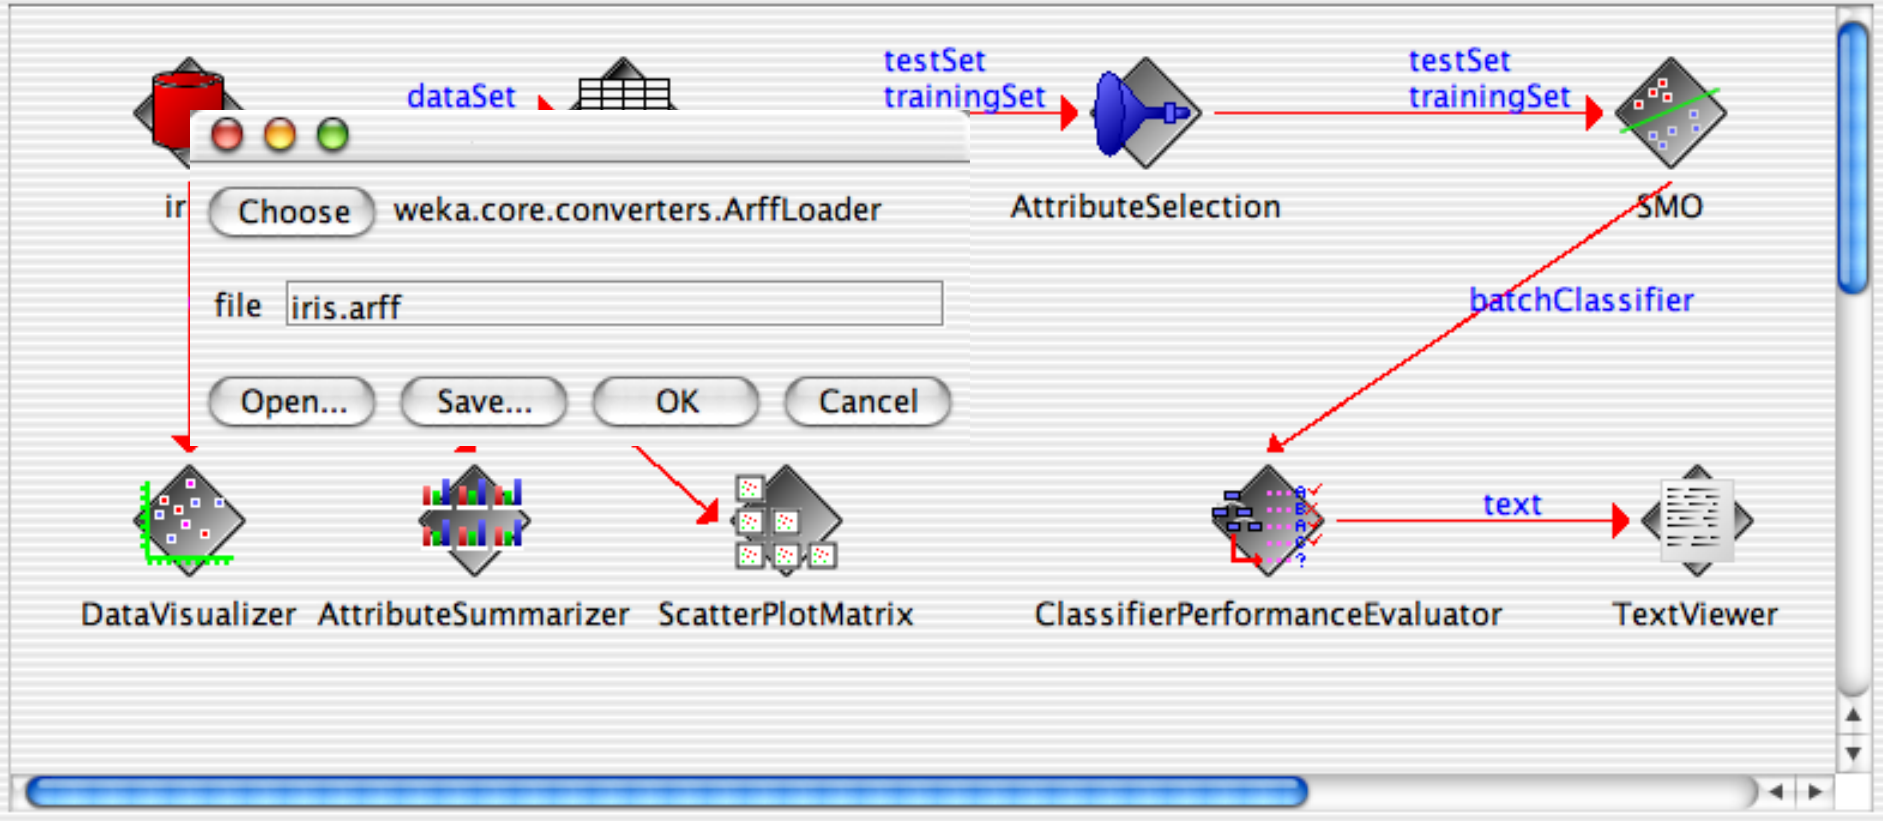 testSet
testSet
dataSet
trainingSet
trainingSet
ir
Choose
weka.core.converters.ArffLoader
AttributeSelection
SMO
file
iris.arff
batchClassifier
Open...
Save...
OK
Cancel
text
DataVisualizer
AttributeSummarizer
ScatterPlotMatrix
ClassifierPerformanceEvaluator
TextViewer